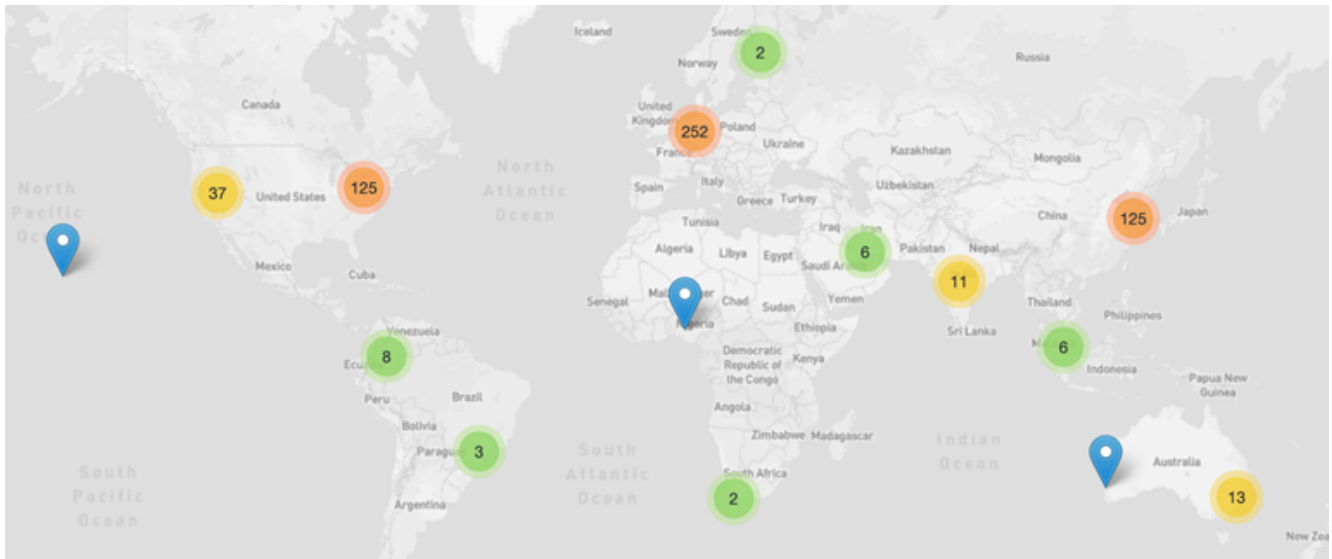 Iceland
Sweden
2
Norway
Russia
Canada
United
Kingdom
252
Poland
Ukraine
France
Kazakhstan
Mongolia
North
Pacific
Ocean
37
United States
125
North
Atlantic
Ocean
Spain
Italy
Greece
Turkey
Uzbekistan
China
125
Japan
Tunisia
Iraq
Iran
Algeria
Libya
Egypt
6
Saudi Arabia
Pakistan
Nepal
11
Mexico
Cuba
Senegal
Mali
Niger
Chad
Sudan
Yemen
Thailand
Philippines
Nigeria
Ethiopia
Sri Lanka
Venezuela
8
Ecuador
Democratic
Republic of
the Congo
Kenya
6
Indonesia
Papua New
Guinea
Peru
Brazil
Angola
Bolivia
Zimbabwe
Madagascar
Paraguay
3
South
Atlantic
Ocean
Indian
Ocean
Australia
South
Pacific
Ocean
South Africa
2
13
Argentina
New Zea